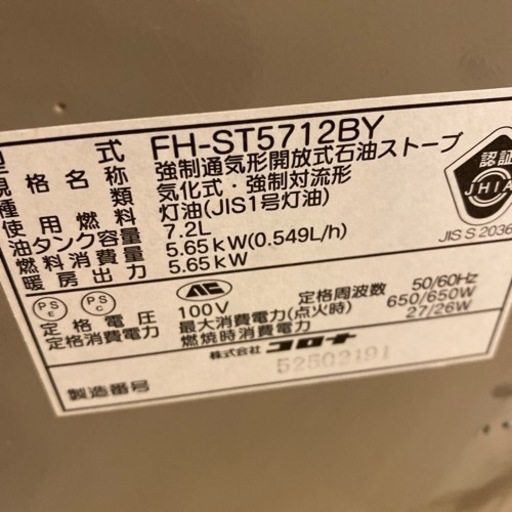 型式 FH-ST5712BY
規格名称 強制通気形開放式石油ストーブ
種類 気化式・強制対流形
使用燃料 灯油(JIS1号灯油)
油タンク容量 7.2L
燃料消費量 5.65kW(0.549L/h)
暖房出力 5.65kW
認証
JHIA
JIS S 2036
PS E
PS C
定格電圧 100V 定格周波数 50/60Hz
定格消費電力 最大消費電力(点火時) 650/650W
燃焼時消費電力 27/26W
株式会社 コロナ
製造番号 52502191